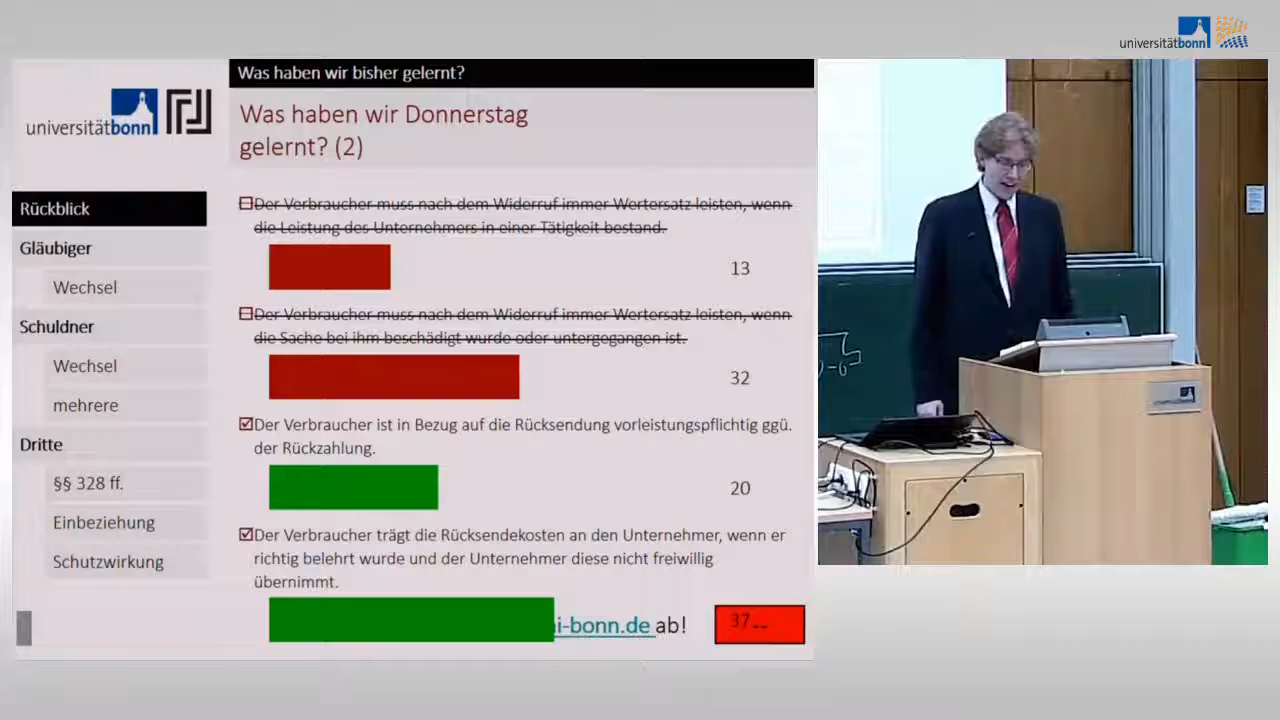 universitätbonn
Was haben wir bisher gelernt?
universitätbonn
Was haben wir Donnerstag
gelernt? (2)
Rückblick
Gläubiger
Wechsel
Schuldner
Wechsel
mehrere
Dritte
§§ 328 ff.
Einbeziehung
Schutzwirkung
Der Verbraucher muss nach dem Widerruf immer Wertersatz leisten, wenn
die Leistung des Unternehmers in einer Tätigkeit bestand.
13
Der Verbraucher muss nach dem Widerruf immer Wertersatz leisten, wenn
die Sache bei ihm beschädigt wurde oder untergegangen ist.
32
Der Verbraucher ist in Bezug auf die Rücksendung vorleistungspflichtig ggü.
der Rückzahlung.
20
Der Verbraucher trägt die Rücksendekosten an den Unternehmer, wenn er
richtig belehrt wurde und der Unternehmer diese nicht freiwillig
übernimmt.
i-bonn.de ab!
37